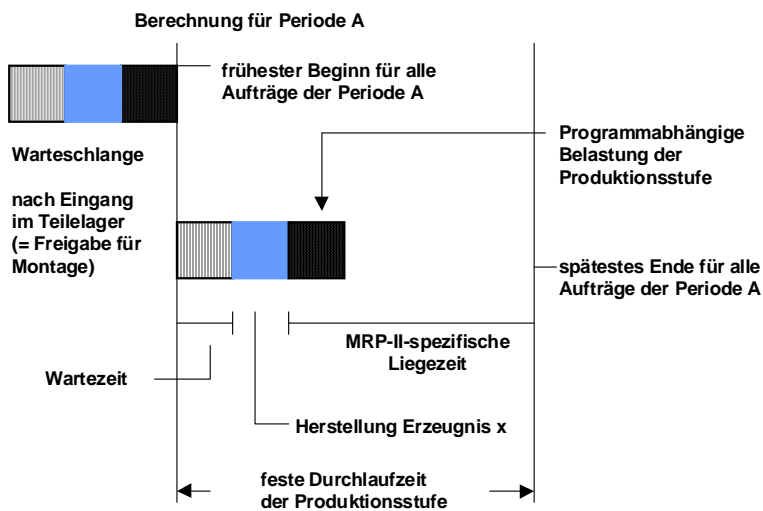 Berechnung für Periode A
frühester Beginn für alle
Aufträge der Periode A
Programmabhängige
Belastung der
Produktionsstufe
Warteschlange
nach Eingang
im Teilelager
(= Freigabe für
Montage)
spätestes Ende für alle
Aufträge der Periode A
MRP-II-spezifische
Liegezeit
Wartezeit
Herstellung Erzeugnis x
feste Durchlaufzeit
der Produktionsstufe